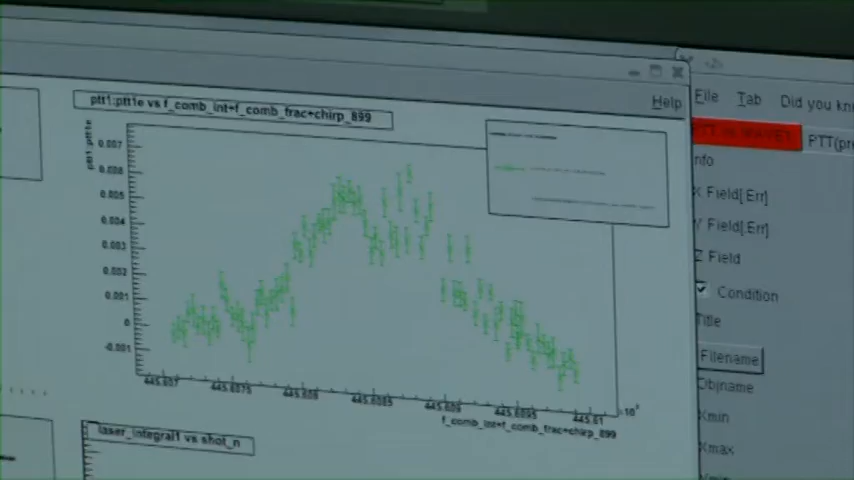 Help
File Tab Did you kn
ptt1:ptt1e vs f_comb_int+f_comb_frac+chirp_899
ptt1:ptt1e
0.007
0.006
0.005
0.004
0.003
0.002
0.001
0
-0.001
445.607
445.6075
445.608
445.6085
445.609
445.6095
445.61
f_comb_int+f_comb_frac+chirp_899
laser_integral1 vs shot_n
PTT(pr
nfo
X Field[.Err]
Y Field[.Err]
Z Field
Condition
Title
Filename
Objname
Xmin
Xmax
Ymin